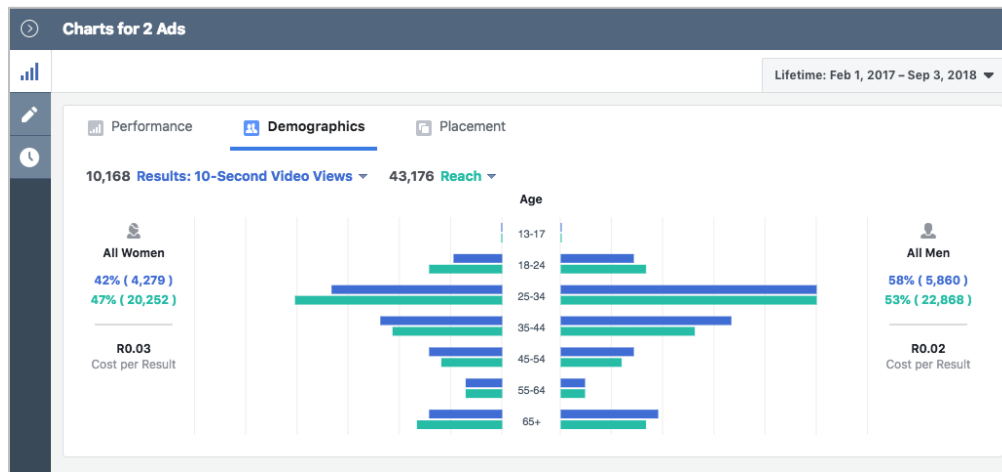 Charts for 2 Ads
Lifetime: Feb 1, 2017 – Sep 3, 2018
Performance Demographics Placement
10,168 Results: 10-Second Video Views 43,176 Reach
Age
13-17
18-24
25-34
35-44
45-54
55-64
65+
All Women
42% ( 4,279 )
47% ( 20,252 )
R0.03
Cost per Result
All Men
58% ( 5,860 )
53% ( 22,868 )
R0.02
Cost per Result